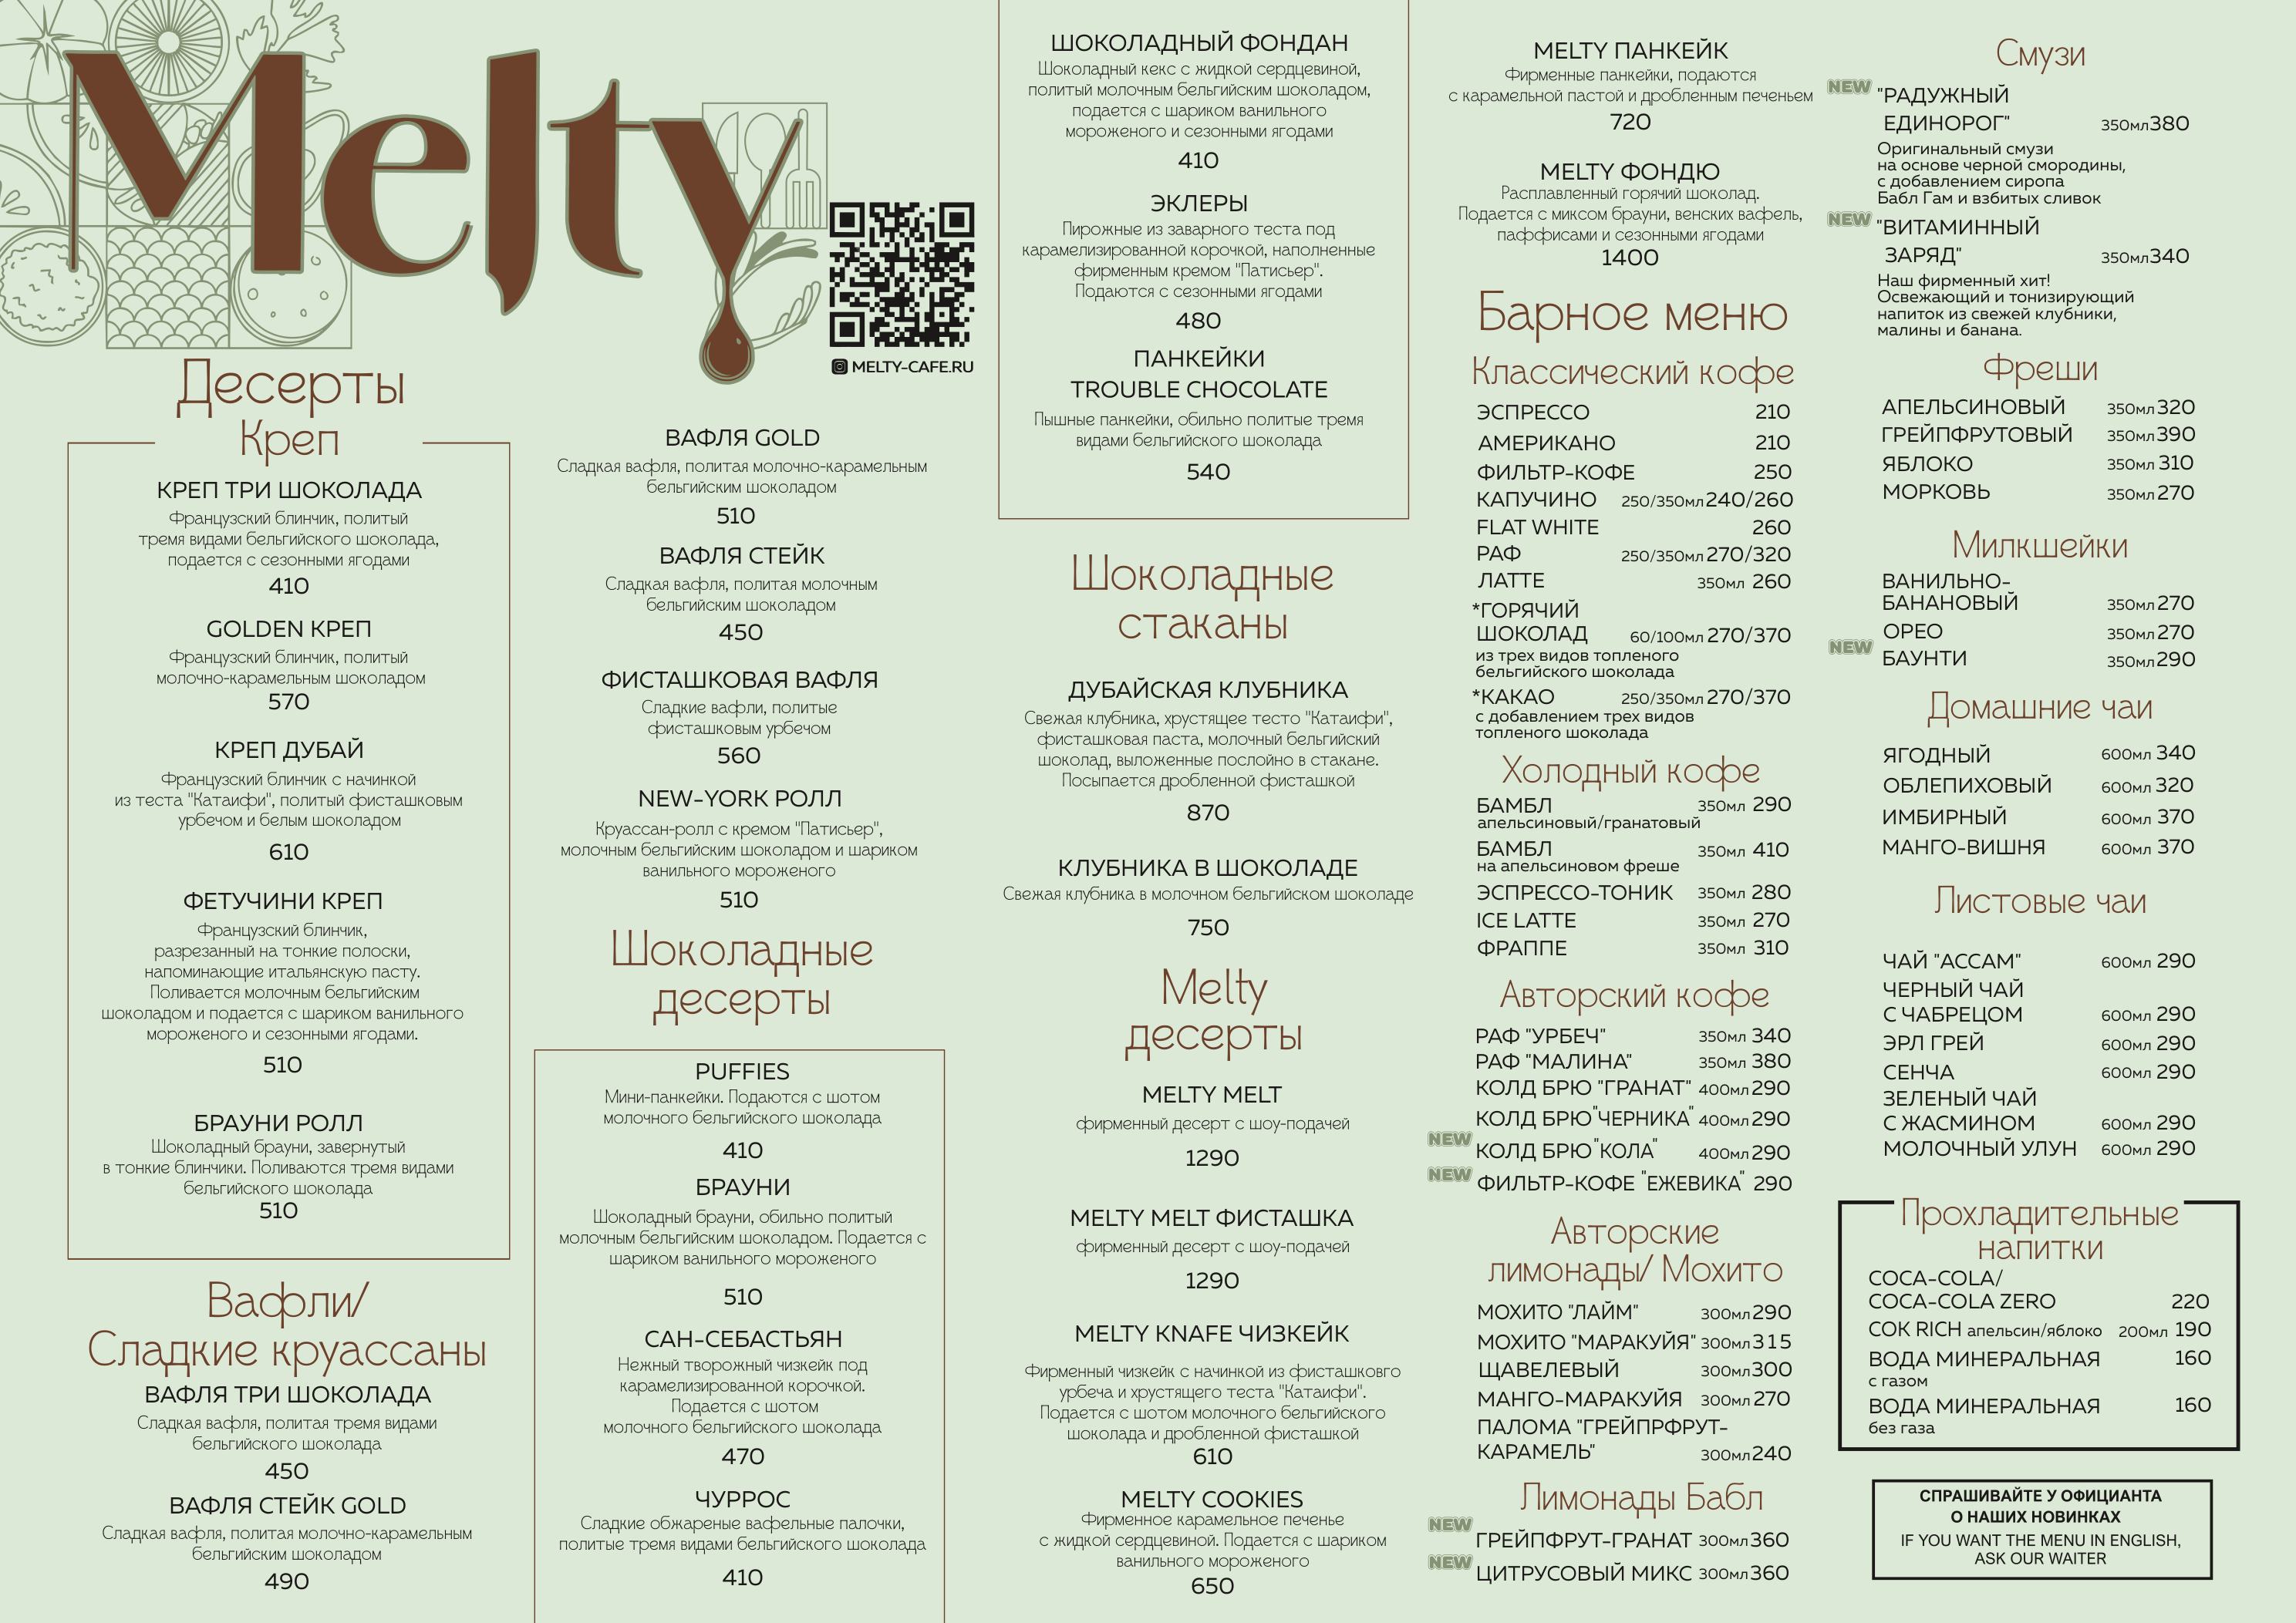 Melty
MELTY-CAFE.RU
Десерты
Креп
КРЕП ТРИ ШОКОЛАДА
Французский блинчик, политый
тремя видами бельгийского шоколада,
подается с сезонными ягодами
410
GOLDEN КРЕП
Французский блинчик, политый
молочно-карамельным шоколадом
570
КРЕП ДУБАЙ
Французский блинчик с начинкой
из теста "Катаифи", политый фисташковым
урбечом и белым шоколадом
610
ФЕТУЧИНИ КРЕП
Французский блинчик,
разрезанный на тонкие полоски,
напоминающие итальянскую пасту.
Поливается молочным бельгийским
шоколадом и подается с шариком ванильного
мороженого и сезонными ягодами.
510
БРАУНИ РОЛЛ
Шоколадный брауни, завернутый
в тонкие блинчики. Поливаются тремя видами
бельгийского шоколада
510
Вафли/
Сладкие круассаны
ВАФЛЯ ТРИ ШОКОЛАДА
Сладкая вафля, политая тремя видами
бельгийского шоколада
450
ВАФЛЯ СТЕЙК GOLD
Сладкая вафля, политая молочно-карамельным
бельгийским шоколадом
490
ВАФЛЯ GOLD
Сладкая вафля, политая молочно-карамельным
бельгийским шоколадом
510
ВАФЛЯ СТЕЙК
Сладкая вафля, политая молочным
бельгийским шоколадом
450
ФИСТАШКОВАЯ ВАФЛЯ
Сладкие вафли, политые
фисташковым урбечом
560
NEW-YORK РОЛЛ
Круассан-ролл с кремом "Патисьер",
молочным бельгийским шоколадом и шариком
ванильного мороженого
510
Шоколадные
десерты
PUFFIES
Мини-панкейки. Подаются с шотом
молочного бельгийского шоколада
410
БРАУНИ
Шоколадный брауни, обильно политый
молочным бельгийским шоколадом. Подается с
шариком ванильного мороженого
510
САН-СЕБАСТЬЯН
Нежный творожный чизкейк под
карамелизированной корочкой.
Подается с шотом
молочного бельгийского шоколада
470
ЧУРРОС
Сладкие обжареные вафельные палочки,
политые тремя видами бельгийского шоколада
410
ШОКОЛАДНЫЙ ФОНДАН
Шоколадный кекс с жидкой сердцевиной,
политый молочным бельгийским шоколадом,
подается с шариком ванильного
мороженого и сезонными ягодами
410
ЭКЛЕРЫ
Пирожные из заварного теста под
карамелизированной корочкой, наполненные
фирменным кремом "Патисьер".
Подаются с сезонными ягодами
480
ПАНКЕЙКИ
TROUBLE CHOCOLATE
Пышные панкейки, обильно политые тремя
видами бельгийского шоколада
540
Шоколадные
стаканы
ДУБАЙСКАЯ КЛУБНИКА
Свежая клубника, хрустящее тесто "Катаифи",
фисташковая паста, молочный бельгийский
шоколад, выложенные послойно в стакане.
Посыпается дробленной фисташкой
870
КЛУБНИКА В ШОКОЛАДЕ
Свежая клубника в молочном бельгийском шоколаде
750
Melty
десерты
MELTY MELT
фирменный десерт с шоу-подачей
1290
MELTY MELT ФИСТАШКА
фирменный десерт с шоу-подачей
1290
MELTY KNAFE ЧИЗКЕЙК
Фирменный чизкейк с начинкой из фисташковго
урбеча и хрустящего теста "Катаифи".
Подается с шотом молочного бельгийского
шоколада и дробленной фисташкой
610
MELTY COOKIES
Фирменное карамельное печенье
с жидкой сердцевиной. Подается с шариком
ванильного мороженого
650
MELTY ПАНКЕЙК
Фирменные панкейки, подаются
с карамельной пастой и дробленным печеньем
720
MELTY ФОНДЮ
Расплавленный горячий шоколад.
Подается с миксом брауни, венских вафель,
паффисами и сезонными ягодами
1400
Барное меню
Классический кофе
ЭСПРЕССО 210
АМЕРИКАНО 210
ФИЛЬТР-КОФЕ 250
КАПУЧИНО 250/350мл 240/260
FLAT WHITE 260
РАФ 250/350мл 270/320
ЛАТТЕ 350мл 260
*ГОРЯЧИЙ
ШОКОЛАД 60/100мл 270/370
из трех видов топленого
бельгийского шоколада
*КАКАО 250/350мл 270/370
с добавлением трех видов
топленого шоколада
Холодный кофе
БАМБЛ 350мл 290
апельсиновый/гранатовый
БАМБЛ 350мл 410
на апельсиновом фреше
ЭСПРЕССО-ТОНИК 350мл 280
ICE LATTE 350мл 270
ФРАППЕ 350мл 310
Авторский кофе
РАФ "УРБЕЧ" 350мл 340
РАФ "МАЛИНА" 350мл 380
КОЛД БРЮ "ГРАНАТ" 400мл 290
КОЛД БРЮ "ЧЕРНИКА" 400мл 290
NEW КОЛД БРЮ "КОЛА" 400мл 290
NEW ФИЛЬТР-КОФЕ "ЕЖЕВИКА" 290
Авторские
лимонады/ Мохито
МОХИТО "ЛАЙМ" 300мл 290
МОХИТО "МАРАКУЙЯ" 300мл 315
ЩАВЕЛЕВЫЙ 300мл 300
МАНГО-МАРАКУЙЯ 300мл 270
ПАЛОМА "ГРЕЙПРФРУТ-
КАРАМЕЛЬ" 300мл 240
Лимонады Бабл
NEW ГРЕЙПФРУТ-ГРАНАТ 300мл 360
NEW ЦИТРУСОВЫЙ МИКС 300мл 360
Смузи
NEW "РАДУЖНЫЙ
ЕДИНОРОГ" 350мл 380
Оригинальный смузи
на основе черной смородины,
с добавлением сиропа
Бабл Гам и взбитых сливок
NEW "ВИТАМИННЫЙ
ЗАРЯД" 350мл 340
Наш фирменный хит!
Освежающий и тонизирующий
напиток из свежей клубники,
малины и банана.
Фреши
АПЕЛЬСИНОВЫЙ 350мл 320
ГРЕЙПФРУТОВЫЙ 350мл 390
ЯБЛОКО 350мл 310
МОРКОВЬ 350мл 270
Милкшейки
ВАНИЛЬНО-
БАНАНОВЫЙ 350мл 270
ОРЕО 350мл 270
NEW БАУНТИ 350мл 290
Домашние чаи
ЯГОДНЫЙ 600мл 340
ОБЛЕПИХОВЫЙ 600мл 320
ИМБИРНЫЙ 600мл 370
МАНГО-ВИШНЯ 600мл 370
Листовые чаи
ЧАЙ "АССАМ" 600мл 290
ЧЕРНЫЙ ЧАЙ
С ЧАБРЕЦОМ 600мл 290
ЭРЛ ГРЕЙ 600мл 290
СЕНЧА 600мл 290
ЗЕЛЕНЫЙ ЧАЙ
С ЖАСМИНОМ 600мл 290
МОЛОЧНЫЙ УЛУН 600мл 290
Прохладительные
напитки
COCA-COLA/
COCA-COLA ZERO 220
СОК RICH апельсин/яблоко 200мл 190
ВОДА МИНЕРАЛЬНАЯ 160
с газом
ВОДА МИНЕРАЛЬНАЯ 160
без газа
СПРАШИВАЙТЕ У ОФИЦИАНТА
О НАШИХ НОВИНКАХ
IF YOU WANT THE MENU IN ENGLISH,
ASK OUR WAITER